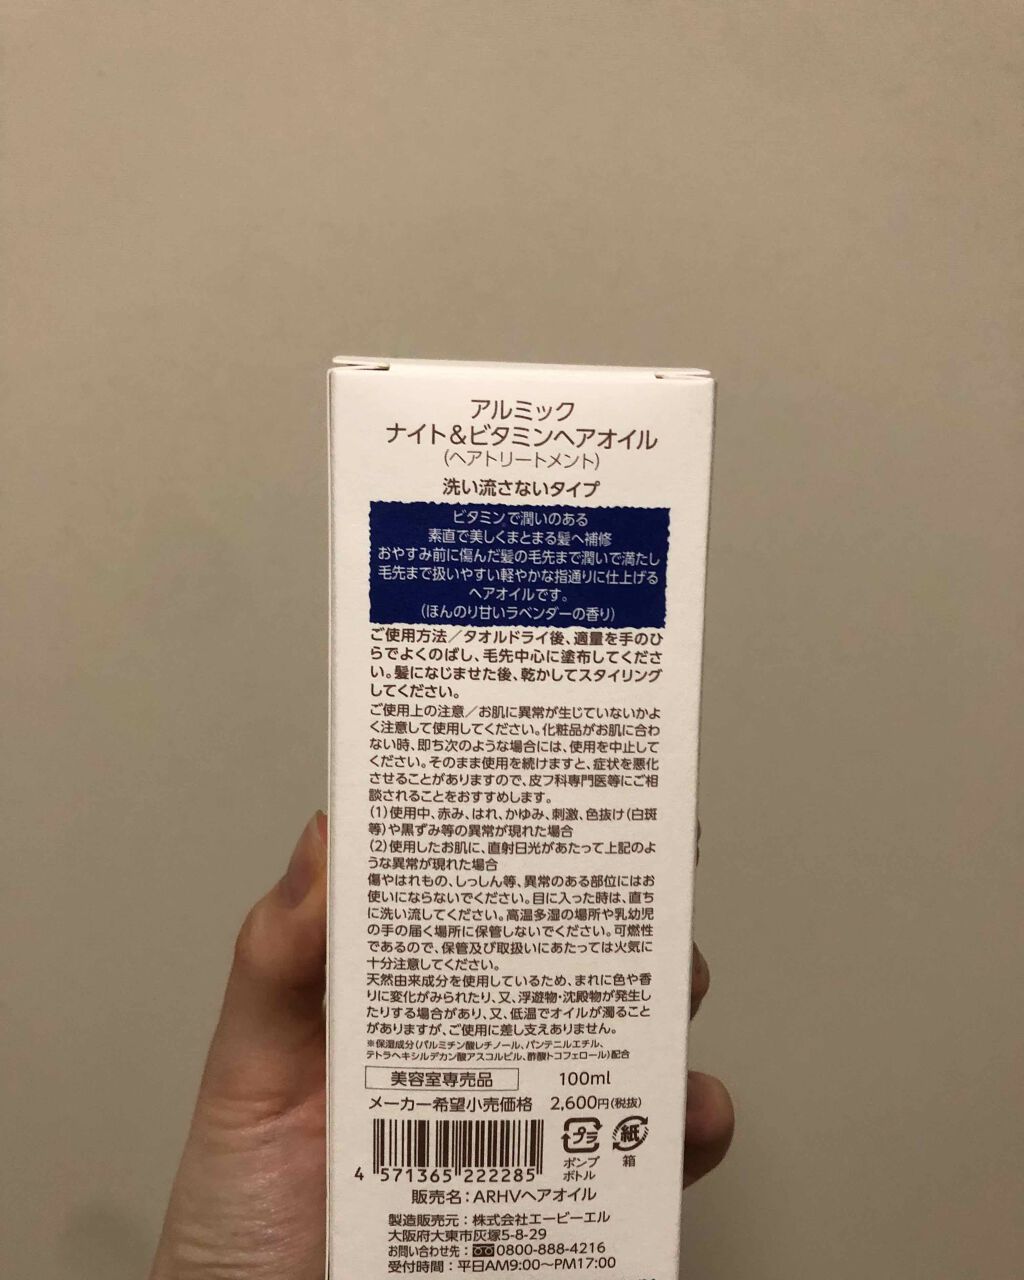 アルミック
ナイト&ビタミンヘアオイル
(ヘアトリートメント)
洗い流さないタイプ
ビタミンで潤いのある
素直で美しくまとまる髪へ補修
おやすみ前に傷んだ髪の毛先まで潤いで満たし
毛先まで扱いやすい軽やかな指通りに仕上げる
ヘアオイルです。
(ほんのり甘いラベンダーの香り)
ご使用方法/タオルドライ後、適量を手のひ
らでよくのばし、毛先中心に塗布してくださ
い。髪になじませた後、乾かしてスタイリング
してください。
ご使用上の注意/お肌に異常が生じていないかよ
く注意して使用してください。化粧品がお肌に合わ
ない時、即ち次のような場合には、使用を中止して
ください。そのまま使用を続けますと、症状を悪化
させることがありますので、皮フ科専門医等にご相
談されることをおすすめします。
(1)使用中、赤み、はれ、かゆみ、刺激、色抜け(白斑
等)や黒ずみ等の異常が現れた場合
(2)使用したお肌に、直射日光があたって上記のよ
うな異常が現れた場合
傷やはれもの、しっしん等、異常のある部位にはお
使いにならないでください。目に入った時は、直ち
に洗い流してください。高温多湿の場所や乳幼児
の手の届く場所に保管しないでください。可燃性
であるので、保管及び取扱いにあたっては火気に
十分注意してください。
天然由来成分を使用しているため、まれに色や香
りに変化がみられたり、又、浮遊物・沈殿物が発生し
たりする場合があり、又、低温でオイルが濁ること
がありますが、ご使用に差し支えありません。
※保湿成分(パルミチン酸レチノール、パンテニルエチル、
テトラヘキシルデカン酸アスコルビル、酢酸トコフェロール)配合
美容室専売品 100ml
メーカー希望小売価格 2,600円(税抜)
プラ 紙
ポンプ 箱
ボトル
4 571365 222285
販売名:ARHVヘアオイル
製造販売元:株式会社エービーエル
大阪府大東市灰塚5-8-29
お問い合わせ先:0800-888-4216
受付時間:平日AM9:00〜PM17:00